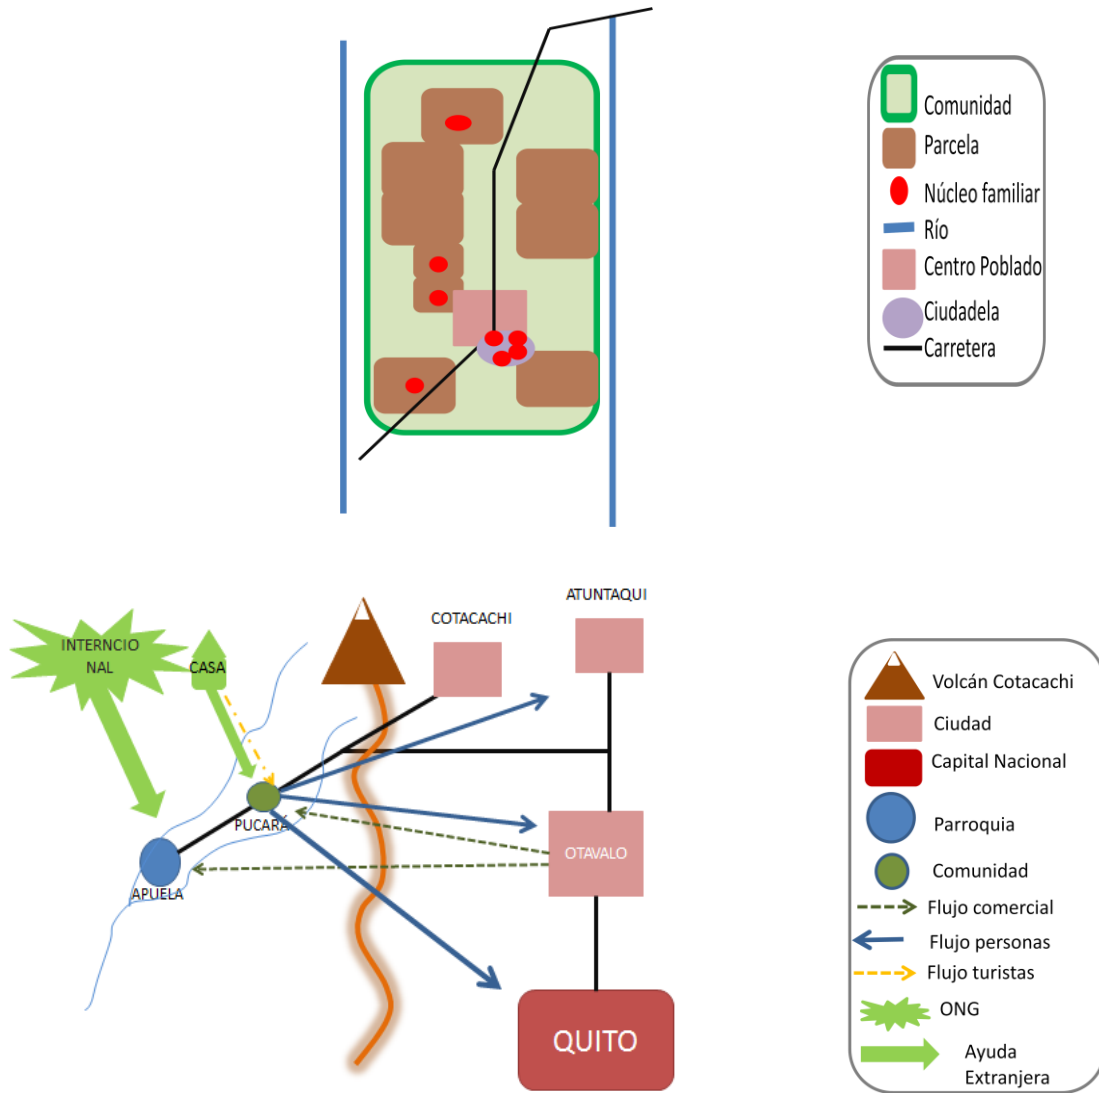 Comunidad
Parcela
Núcleo familiar
Río
Centro Poblado
Ciudadela
Carretera
ATUNTAQUI
COTACACHI
INTERNCIO
NAL
CASA
PUCARÁ
APUELA
OTAVALO
QUITO
Volcán Cotacachi
Ciudad
Capital Nacional
Parroquia
Comunidad
Flujo comercial
Flujo personas
Flujo turistas
ONG
Ayuda
Extranjera